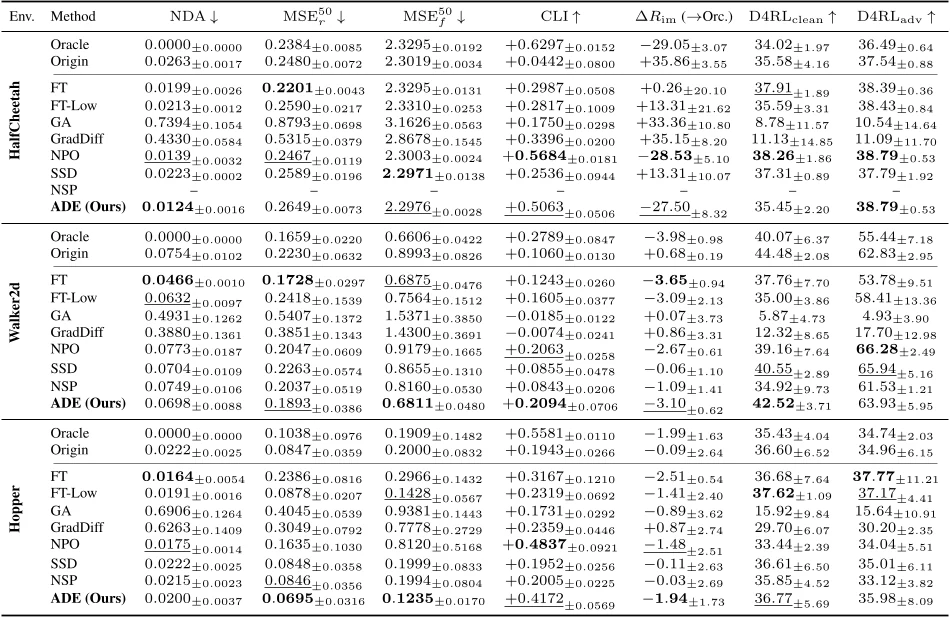 Env. Method NDA ↓ MSE_r^50 ↓ MSE_f^50 ↓ CLI ↑ ΔR_im (→Orc.) D4RL_clean ↑ D4RL_adv ↑
HalfCheetah
Oracle 0.0000±0.0000 0.2384±0.0085 2.3295±0.0192 +0.6297±0.0152 −29.05±3.07 34.02±1.97 36.49±0.64
Origin 0.0263±0.0017 0.2480±0.0072 2.3019±0.0034 +0.0442±0.0800 +35.86±3.55 35.58±4.16 37.54±0.88
FT 0.0199±0.0026 0.2201±0.0043 2.3295±0.0131 +0.2987±0.0508 +0.26±20.10 37.91±1.89 38.39±0.36
FT-Low 0.0213±0.0012 0.2590±0.0217 2.3310±0.0253 +0.2817±0.1009 +13.31±21.62 35.59±3.31 38.43±0.84
GA 0.7394±0.1054 0.8793±0.0698 3.1626±0.0563 +0.1750±0.0298 +33.36±10.80 8.78±11.57 10.54±14.64
GradDiff 0.4330±0.0584 0.5315±0.0379 2.8678±0.1545 +0.3396±0.0200 +35.15±8.20 11.13±14.85 11.09±11.70
NPO 0.0139±0.0032 0.2467±0.0119 2.3003±0.0024 +0.5684±0.0181 −28.53±5.10 38.26±1.86 38.79±0.53
SSD 0.0223±0.0002 0.2589±0.0196 2.2971±0.0138 +0.2536±0.0944 +13.31±10.07 37.31±0.89 37.79±1.92
NSP – – – – – – –
ADE (Ours) 0.0124±0.0016 0.2649±0.0073 2.2976±0.0028 +0.5063±0.0506 −27.50±8.32 35.45±2.20 38.79±0.53
Walker2d
Oracle 0.0000±0.0000 0.1659±0.0220 0.6606±0.0422 +0.2789±0.0847 −3.98±0.98 40.07±6.37 55.44±7.18
Origin 0.0754±0.0102 0.2230±0.0632 0.8993±0.0826 +0.1060±0.0130 +0.68±0.19 44.48±2.08 62.83±2.95
FT 0.0466±0.0010 0.1728±0.0297 0.6875±0.0476 +0.1243±0.0260 −3.65±0.94 37.76±7.70 53.78±9.51
FT-Low 0.0632±0.0097 0.2418±0.1539 0.7564±0.1512 +0.1605±0.0377 −3.09±2.13 35.00±3.86 58.41±13.36
GA 0.4931±0.1262 0.5407±0.1372 1.5371±0.3850 −0.0185±0.0122 +0.07±3.73 5.87±4.73 4.93±3.90
GradDiff 0.3880±0.1361 0.3851±0.1343 1.4300±0.3691 −0.0074±0.0241 +0.86±3.31 12.32±8.65 17.70±12.98
NPO 0.0773±0.0187 0.2047±0.0609 0.9179±0.1665 +0.2063±0.0258 −2.67±0.61 39.16±7.64 66.28±2.49
SSD 0.0704±0.0109 0.2263±0.0574 0.8655±0.1310 +0.0855±0.0478 −0.06±1.10 40.55±2.89 65.94±5.16
NSP 0.0749±0.0106 0.2037±0.0519 0.8160±0.0530 +0.0843±0.0206 −1.09±1.41 34.92±9.73 61.53±1.21
ADE (Ours) 0.0698±0.0088 0.1893±0.0386 0.6811±0.0480 +0.2094±0.0706 −3.10±0.62 42.52±3.71 63.93±5.95
Hopper
Oracle 0.0000±0.0000 0.1038±0.0976 0.1909±0.1482 +0.5581±0.0110 −1.99±1.63 35.43±4.04 34.74±2.03
Origin 0.0222±0.0025 0.0847±0.0359 0.2000±0.0832 +0.1943±0.0266 −0.09±2.64 36.60±6.52 34.96±6.15
FT 0.0164±0.0054 0.2386±0.0816 0.2966±0.1432 +0.3167±0.1210 −2.51±0.54 36.68±7.64 37.77±11.21
FT-Low 0.0191±0.0016 0.0878±0.0207 0.1428±0.0567 +0.2319±0.0692 −1.41±2.40 37.62±1.09 37.17±4.41
GA 0.6906±0.1264 0.4045±0.0539 0.9381±0.1443 +0.1731±0.0292 −0.89±3.62 15.92±9.84 15.64±10.91
GradDiff 0.6263±0.1409 0.3049±0.0792 0.7778±0.2729 +0.2359±0.0446 +0.87±2.74 29.70±6.07 30.20±2.35
NPO 0.0175±0.0014 0.1635±0.1030 0.8120±0.5168 +0.4837±0.0921 −1.48±2.51 33.44±2.39 34.04±5.51
SSD 0.0222±0.0025 0.0848±0.0358 0.1999±0.0833 +0.1952±0.0256 −0.11±2.63 36.61±6.50 35.01±6.11
NSP 0.0215±0.0023 0.0846±0.0356 0.1994±0.0804 +0.2005±0.0225 −0.03±2.69 35.85±4.52 33.12±3.82
ADE (Ours) 0.0200±0.0037 0.0695±0.0316 0.1235±0.0170 +0.4172±0.0569 −1.94±1.73 36.77±5.69 35.98±8.09